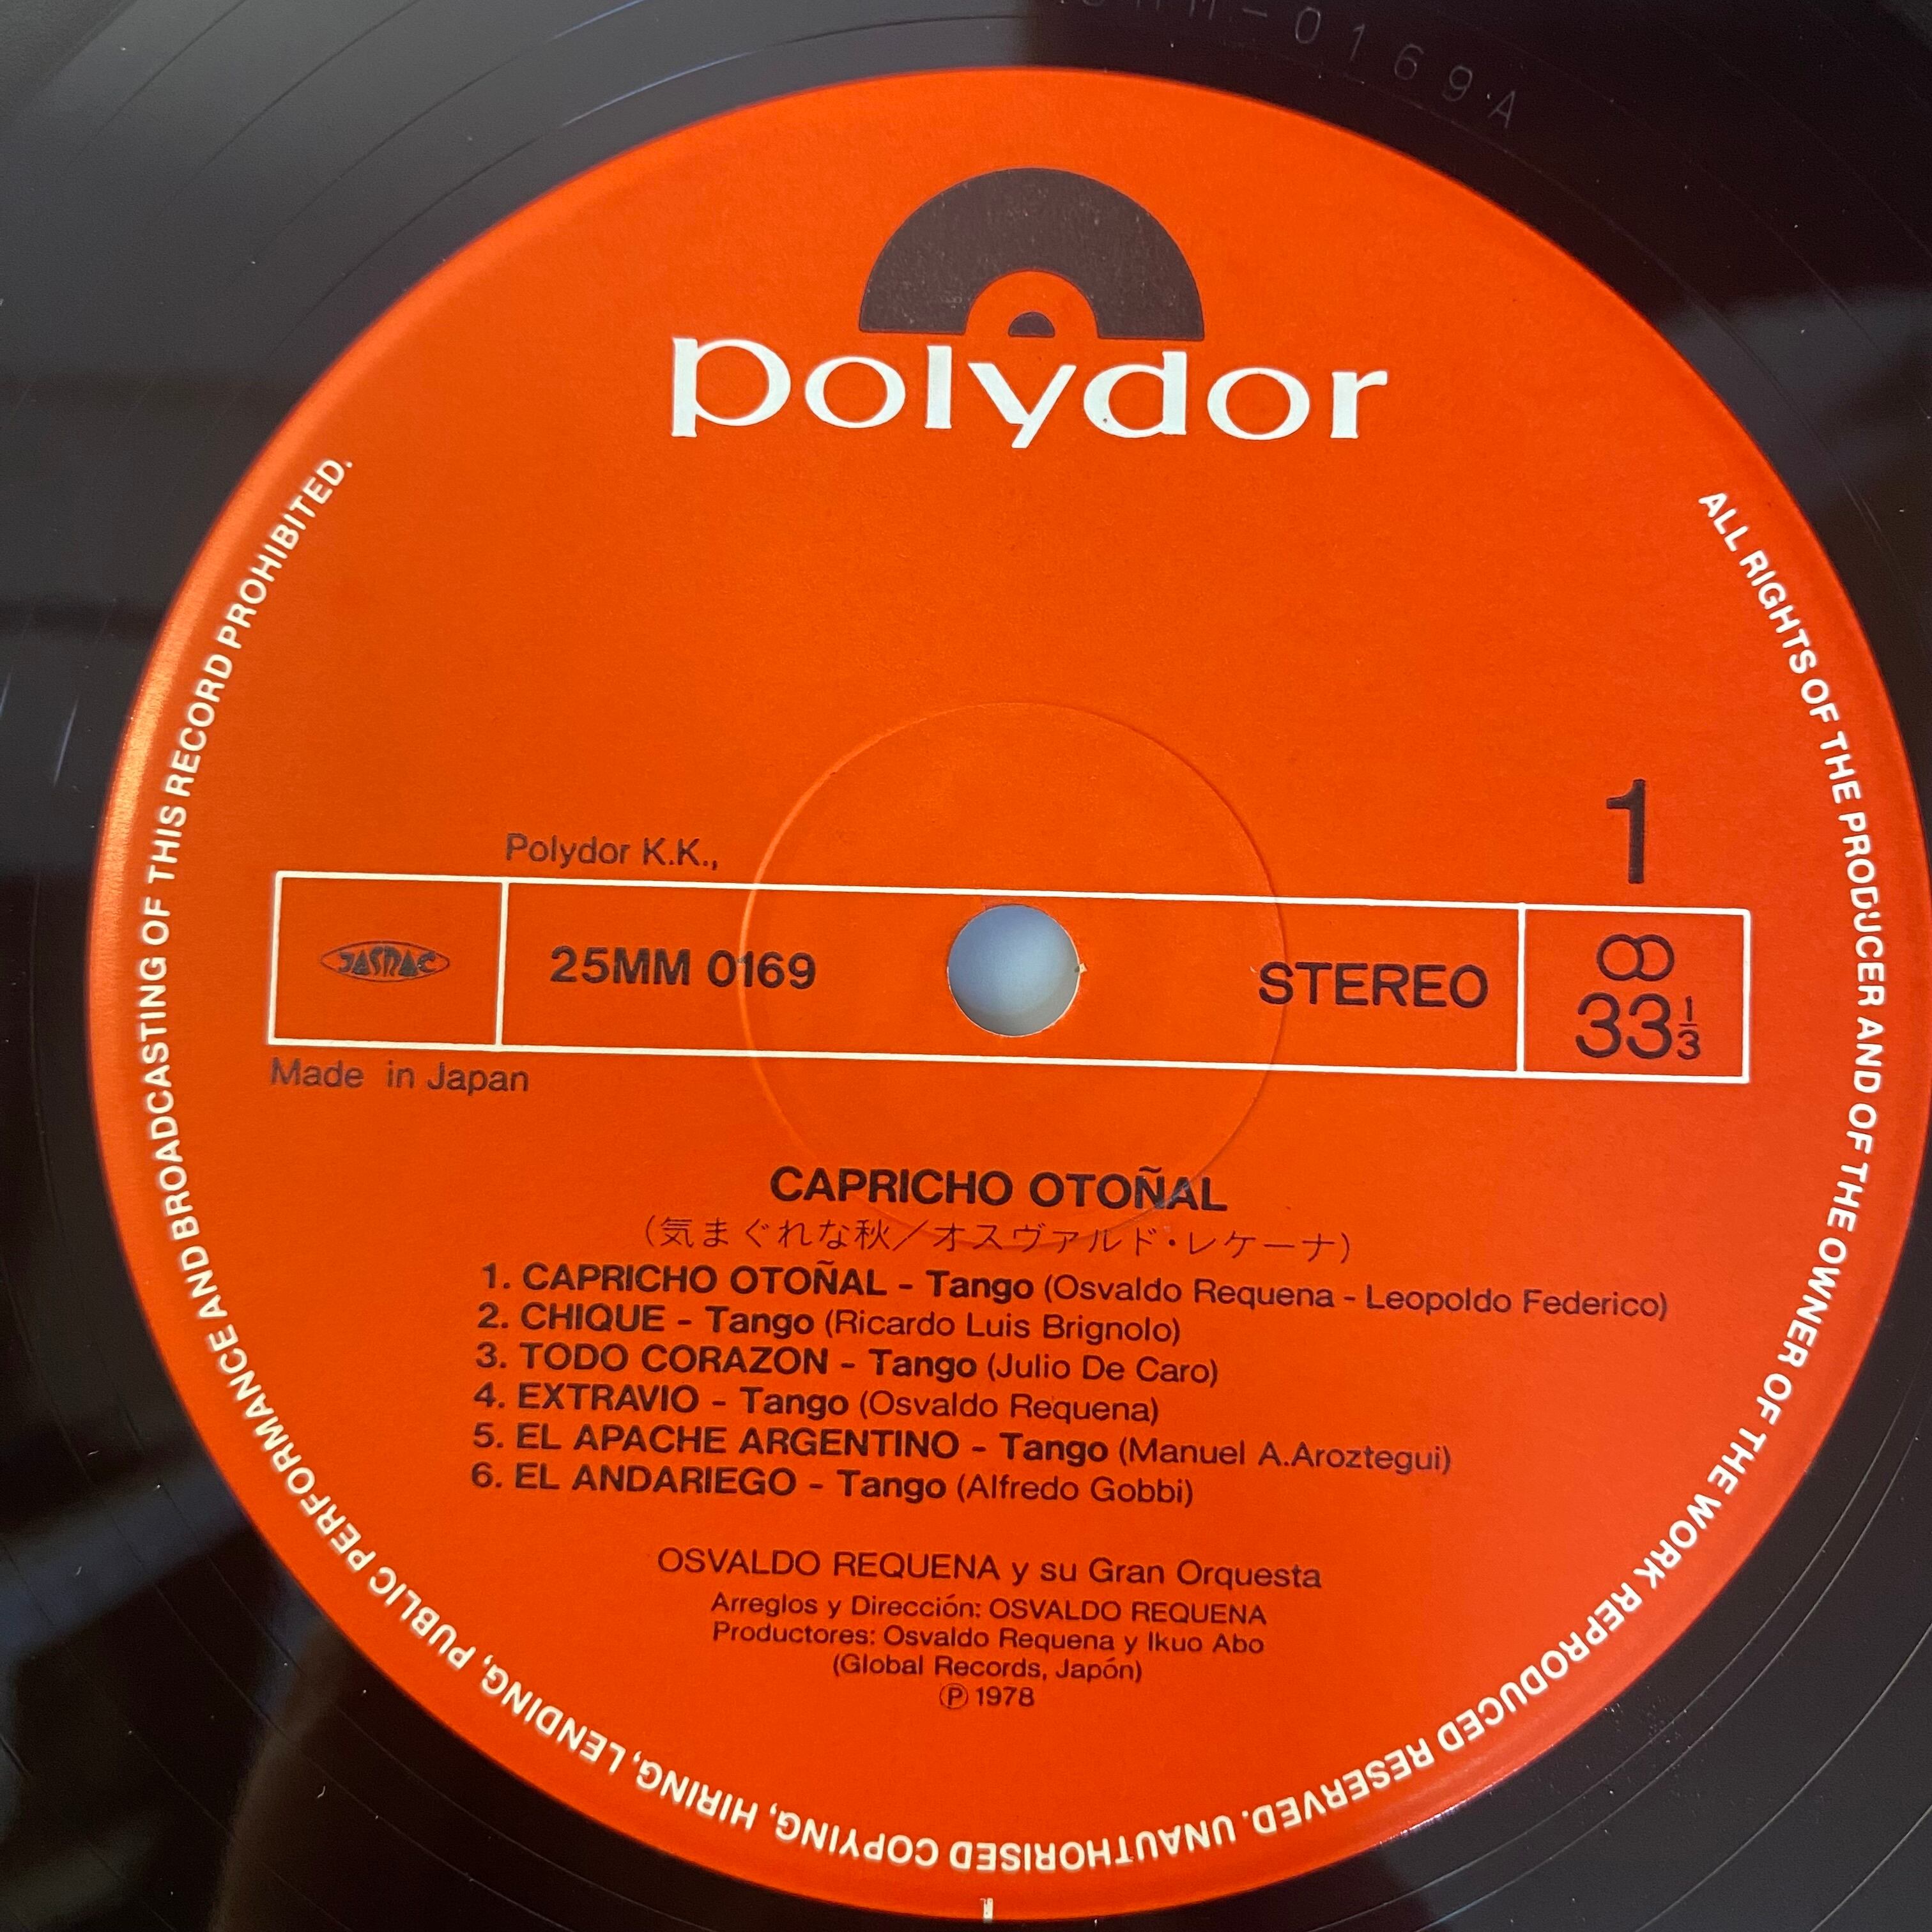 0169A
polydor
1
Polydor K.K.,
JASRAC
25MM 0169
STEREO
33 1/3
Made in Japan
CAPRICHO OTOÑAL
(気まぐれな秋/オスヴァルド・レケーナ)
1. CAPRICHO OTOÑAL - Tango (Osvaldo Requena - Leopoldo Federico)
2. CHIQUE - Tango (Ricardo Luis Brignolo)
3. TODO CORAZON - Tango (Julio De Caro)
4. EXTRAVIO - Tango (Osvaldo Requena)
5. EL APACHE ARGENTINO - Tango (Manuel A.Aroztegui)
6. EL ANDARIEGO - Tango (Alfredo Gobbi)
OSVALDO REQUENA y su Gran Orquesta
Arreglos y Dirección: OSVALDO REQUENA
Productores: Osvaldo Requena y Ikuo Abo
(Global Records, Japón)
Ⓟ 1978
ALL RIGHTS OF THE PRODUCER AND OF THE OWNER OF THE WORK REPRODUCED RESERVED. UNAUTHORISED COPYING, HIRING, LENDING, PUBLIC PERFORMANCE AND BROADCASTING OF THIS RECORD PROHIBITED.